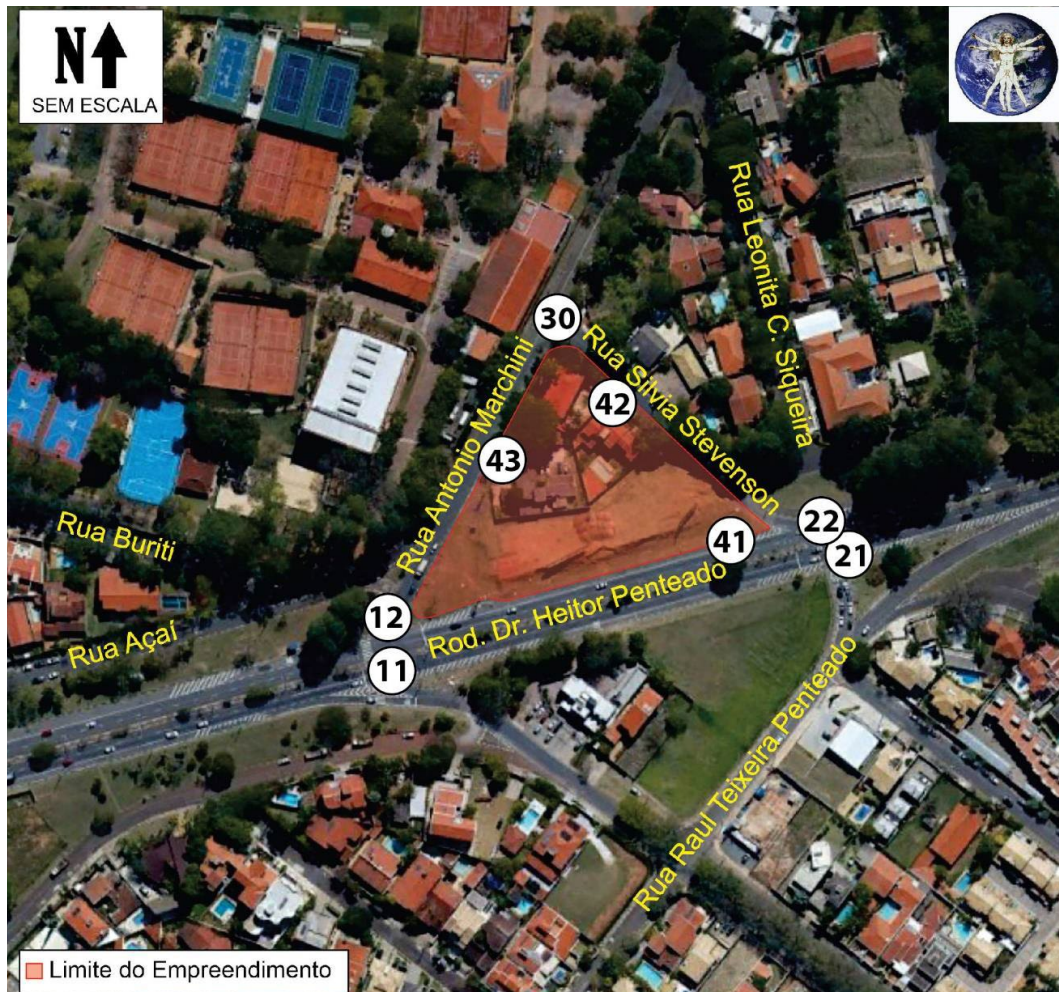 N
SEM ESCALA
Rua Leonita C. Siqueira
30
Rua Silvia Stevenson
Rua Antonio Marchini
42
43
Rua Buriti
22
41
21
Rod. Dr. Heitor Penteado
12
Rua Açaí
11
Rua Raul Teixeira Penteado
Limite do Empreendimento